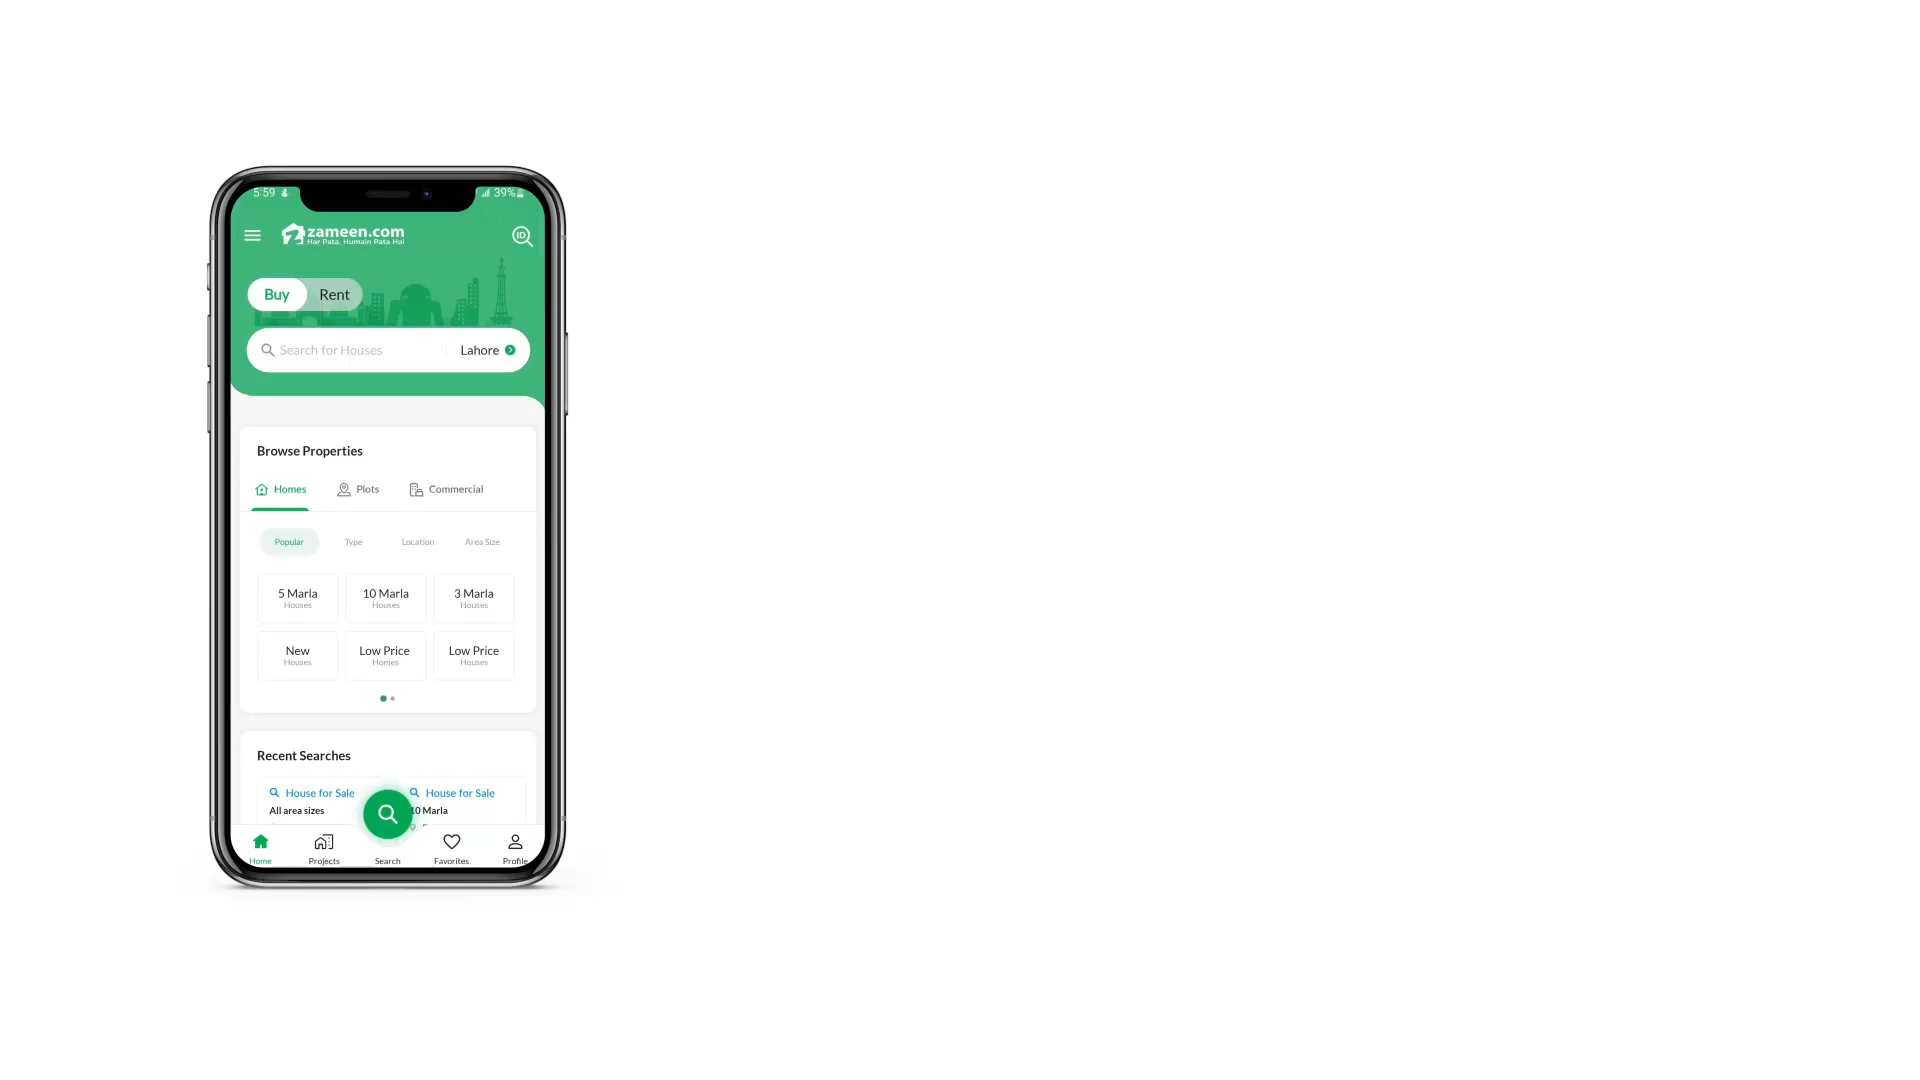 5:59
39%
zameen.com
Har Pata, Humain Pata Hai
ID
Buy
Rent
Search for Houses
Lahore
Browse Properties
Homes
Plots
Commercial
Popular
Type
Location
Area Size
5 Marla
Houses
10 Marla
Houses
3 Marla
Houses
New
Houses
Low Price
Homes
Low Price
Houses
Recent Searches
House for Sale
All area sizes
House for Sale
10 Marla
Home
Projects
Search
Favorites
Profile